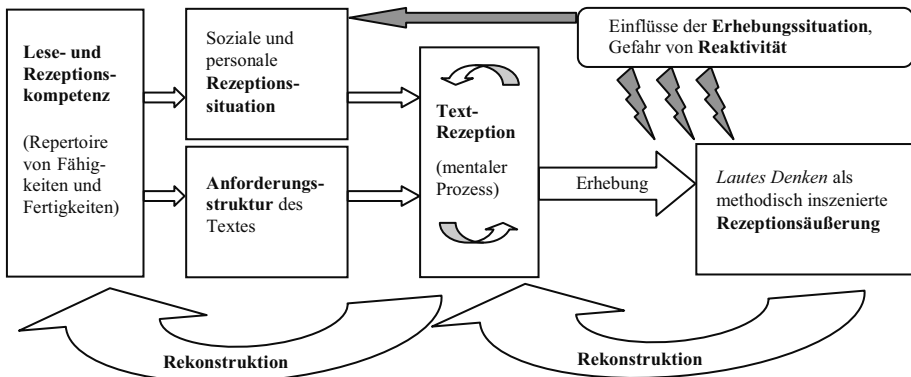 Lese- und
Rezeptions-
kompetenz
(Repertoire
von Fähig-
keiten und
Fertigkeiten)
Soziale und
personale
Rezeptions-
situation
Anforderungs-
struktur des
Textes
Text-
Rezeption
(mentaler
Prozess)
Einflüsse der Erhebungssituation,
Gefahr von Reaktivität
Erhebung
Lautes Denken als
methodisch inszenierte
Rezeptionsäußerung
Rekonstruktion
Rekonstruktion